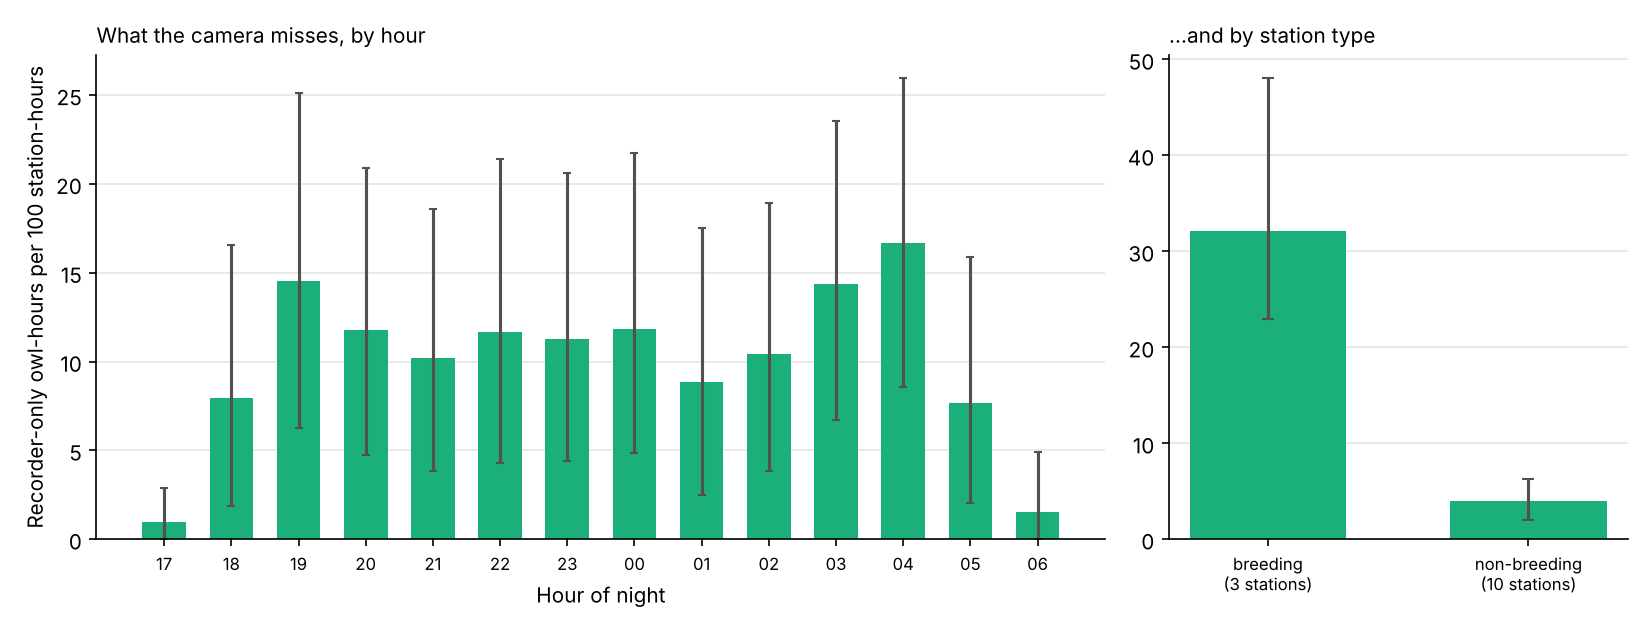 What the camera misses, by hour
Recorder-only owl-hours per 100 station-hours
25
20
15
10
5
0
17 18 19 20 21 22 23 00 01 02 03 04 05 06
Hour of night
...and by station type
50
40
30
20
10
0
breeding
(3 stations)
non-breeding
(10 stations)